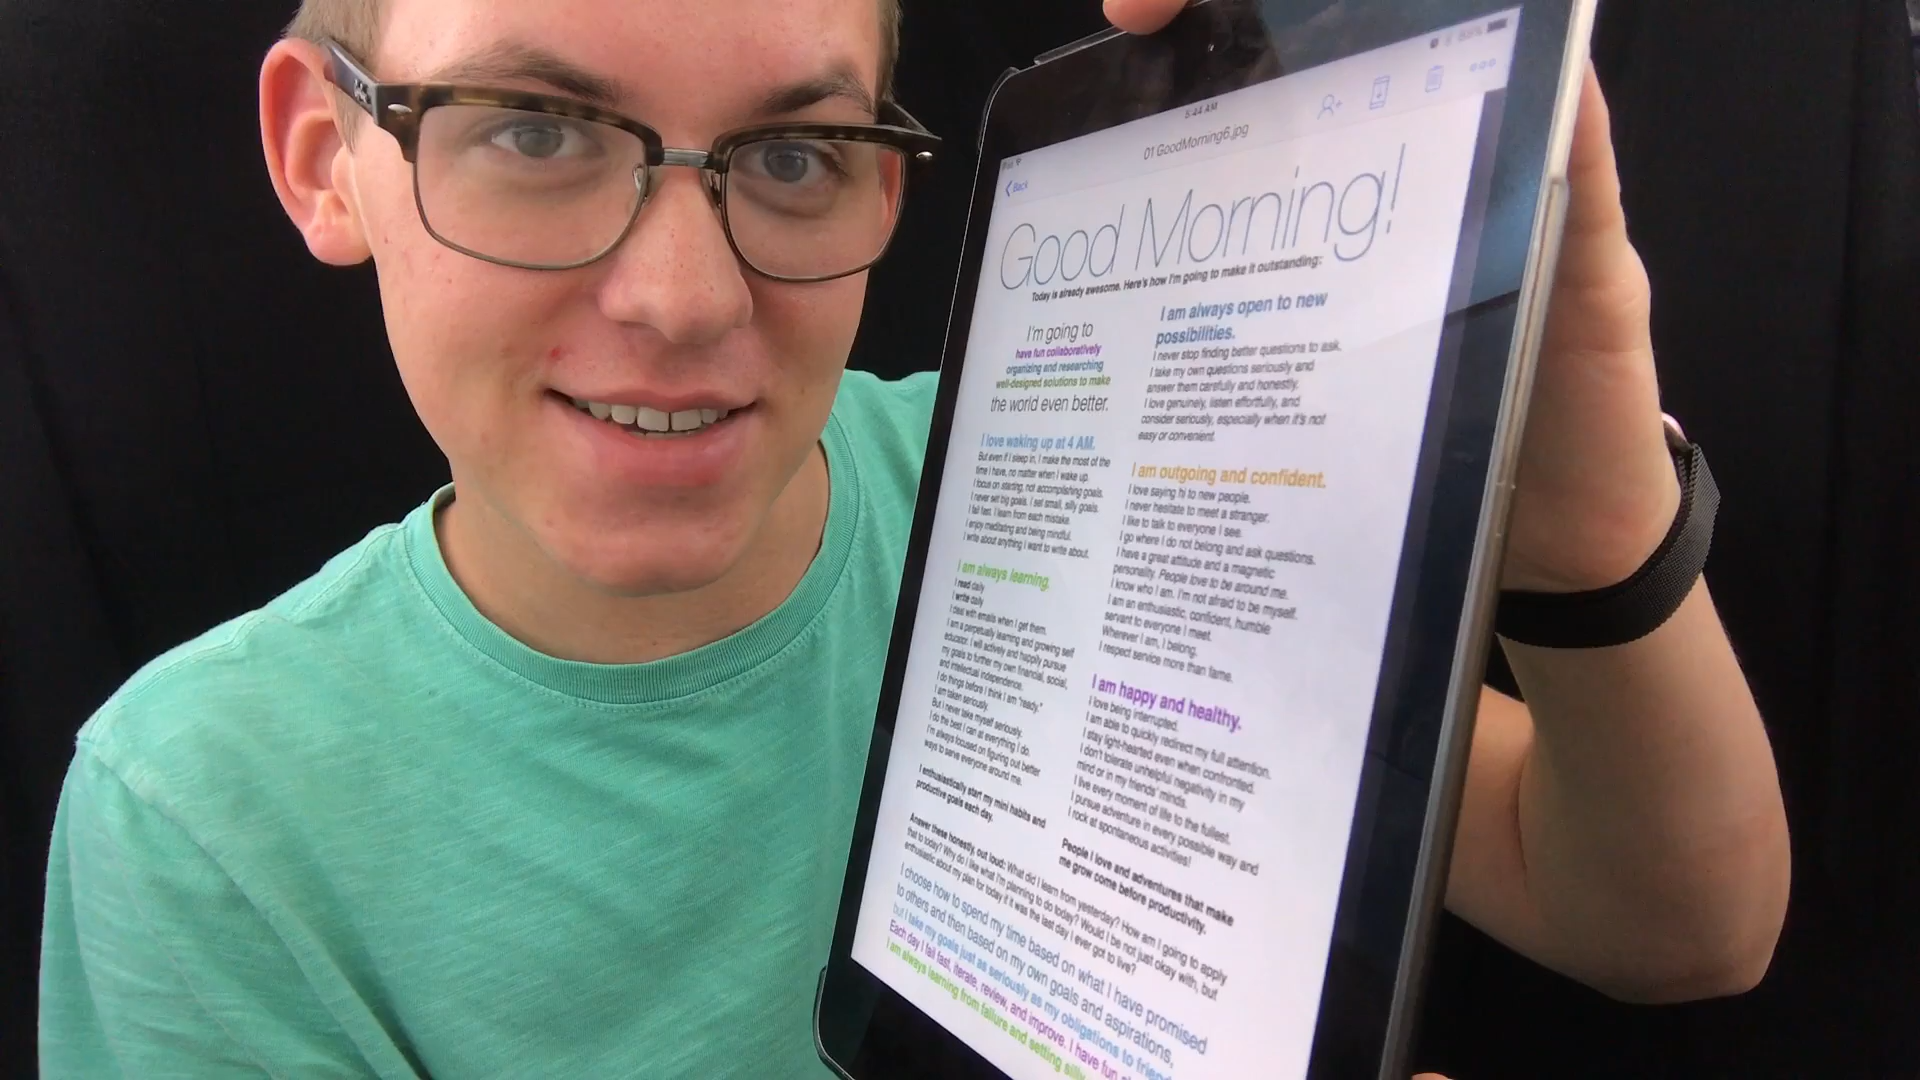 5:44 AM
01 GoodMorning6.jpg
Back
Good Morning!
Today is already awesome. Here's how I'm going to make it outstanding:
I'm going to
have fun collaboratively
organizing and researching
well-designed solutions to make
the world even better.
I love waking up at 4 AM.
But even if I sleep in, I make the most of the
time I have, no matter when I wake up.
I focus on starting, not accomplishing goals.
I never set big goals. I set small, silly goals.
I fail fast. I learn from each mistake.
I enjoy meditating and being mindful.
I write about anything I want to write about.
I am always learning.
I read daily
I write daily
I deal with emails when I get them.
I am a perpetually learning and growing self
educator. I will actively and happily pursue
my goals to further my own financial, social,
and intellectual independence.
I do things before I think I am "ready."
I am taken seriously.
But I never take myself seriously.
I do the best I can at everything I do.
I'm always focused on figuring out better
ways to serve everyone around me.
I enthusiastically start my mini habits and
productive goals each day.
I am always open to new
possibilities.
I never stop finding better questions to ask.
I take my own questions seriously and
answer them carefully and honestly.
I love genuinely, listen effortfully, and
consider seriously, especially when it's not
easy or convenient.
I am outgoing and confident.
I love saying hi to new people.
I never hesitate to meet a stranger.
I like to talk to everyone I see.
I go where I do not belong and ask questions.
I have a great attitude and a magnetic
personality. People love to be around me.
I know who I am. I'm not afraid to be myself.
I am an enthusiastic, confident, humble
servant to everyone I meet.
Wherever I am, I belong.
I respect service more than fame.
I am happy and healthy.
I love being interrupted.
I am able to quickly redirect my full attention.
I stay light-hearted even when confronted.
I don't tolerate unhelpful negativity in my
mind or in my friends' minds.
I live every moment of life to the fullest.
I pursue adventure in every possible way and
I rock at spontaneous activities!
People I love and adventures that make
me grow come before productivity.
Answer these honestly, out loud: What did I learn from yesterday? How am I going to apply
that to today? Why do I like what I'm planning to do today? Would I be not just okay with, but
enthusiastic about my plan for today if it was the last day I ever got to live?
I choose how to spend my time based on what I have promised
to others and then based on my own goals and aspirations,
but I take my goals just as seriously as my obligations to
Each day I fail fast, iterate, review, and improve. I have fun
I am always learning from failure and setting silly